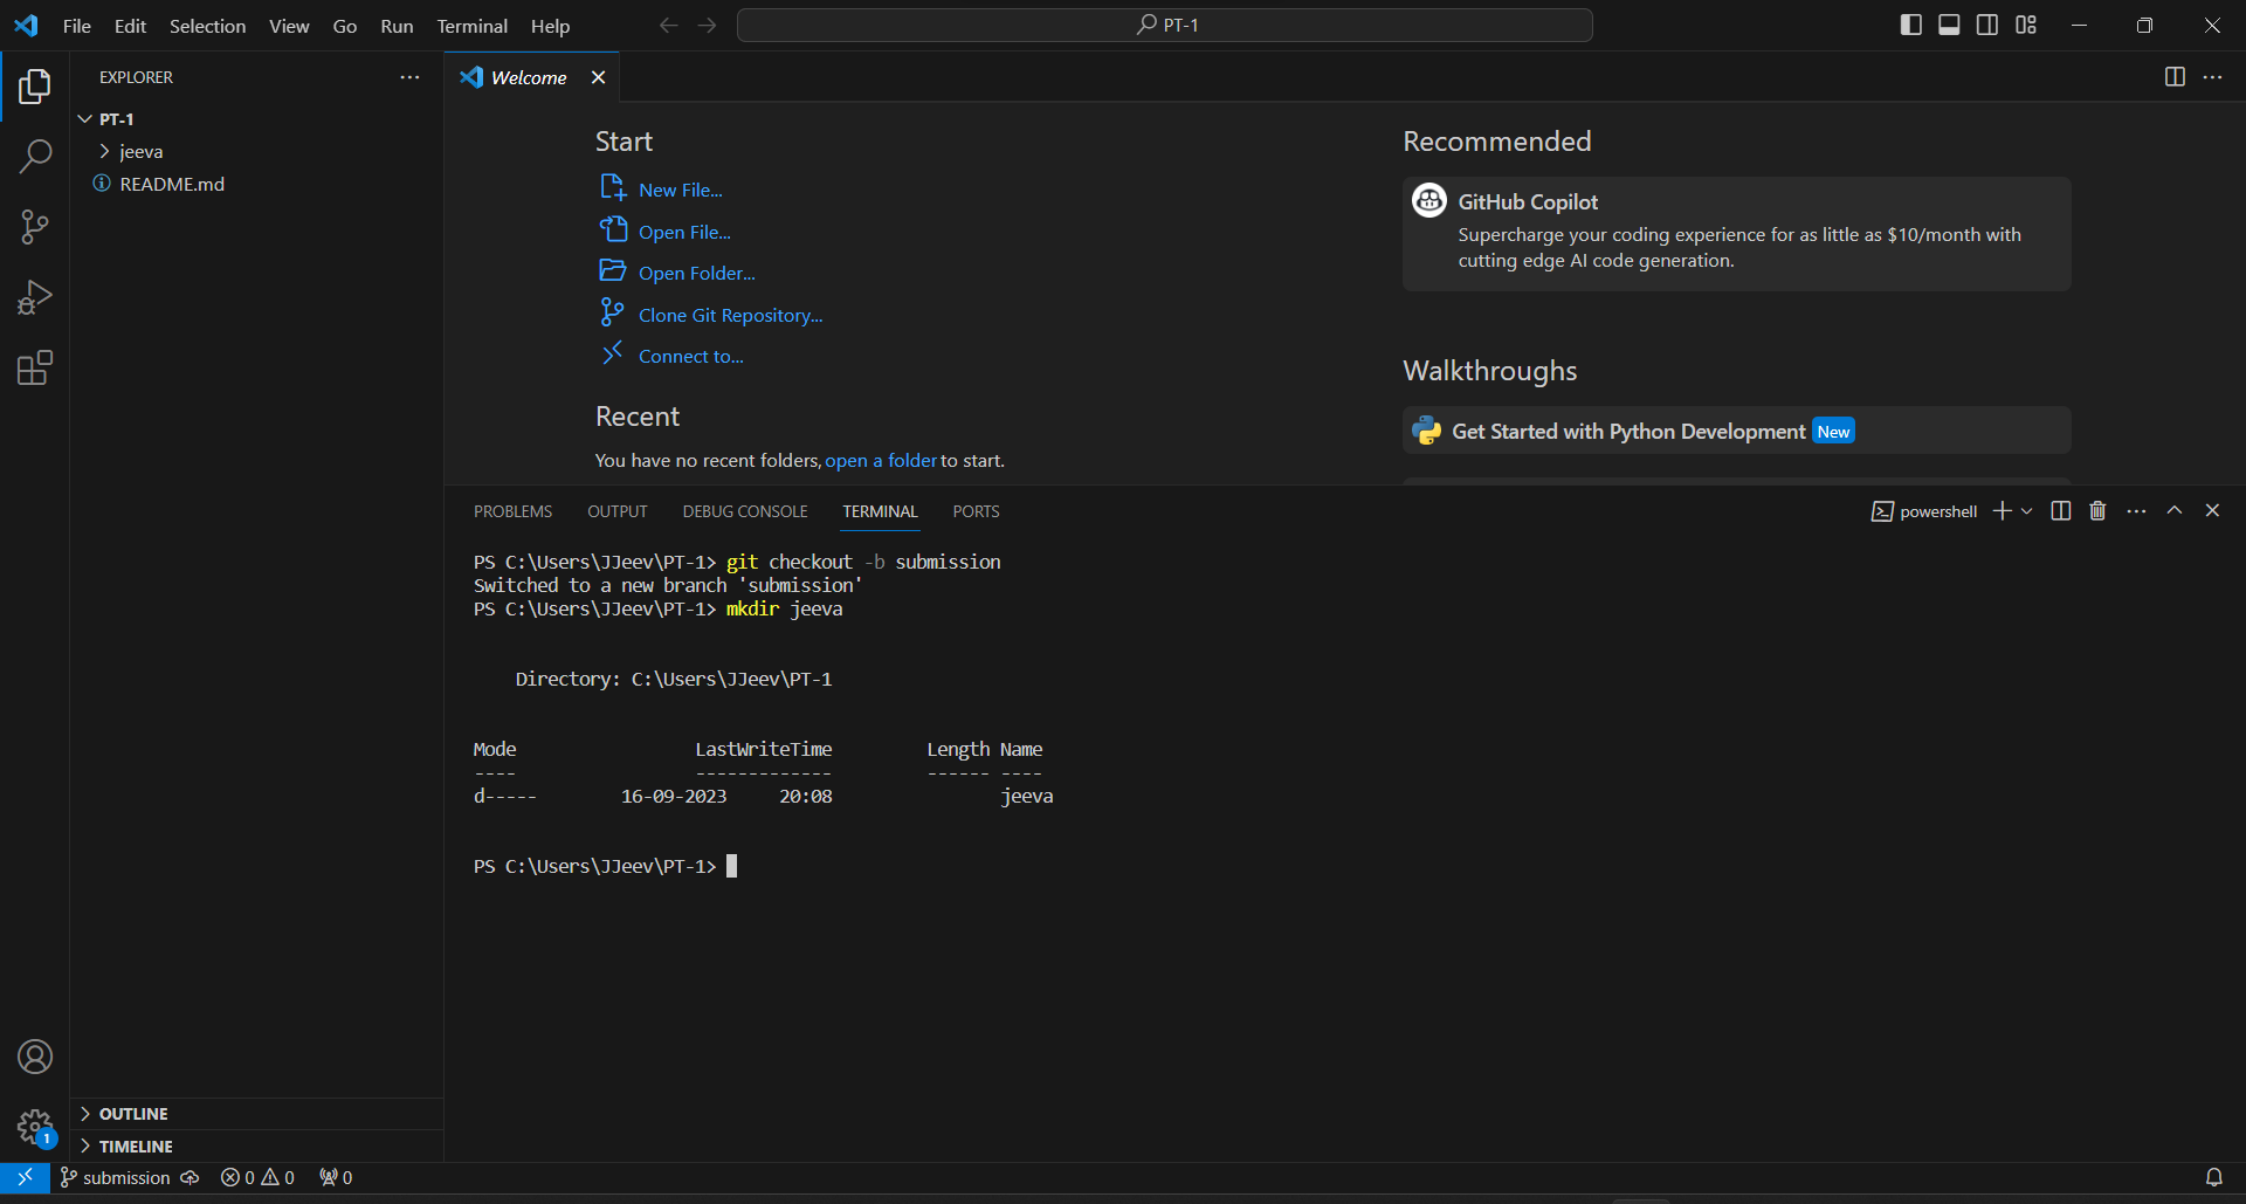 File Edit Selection View Go Run Terminal Help
PT-1
EXPLORER
PT-1
jeeva
README.md
OUTLINE
TIMELINE
Welcome
Start
New File...
Open File...
Open Folder...
Clone Git Repository...
Connect to...
Recent
You have no recent folders, open a folder to start.
Recommended
GitHub Copilot
Supercharge your coding experience for as little as $10/month with
cutting edge AI code generation.
Walkthroughs
Get Started with Python Development New
PROBLEMS OUTPUT DEBUG CONSOLE TERMINAL PORTS
powershell
PS C:\Users\JJeev\PT-1> git checkout -b submission
Switched to a new branch 'submission'
PS C:\Users\JJeev\PT-1> mkdir jeeva
Directory: C:\Users\JJeev\PT-1
Mode LastWriteTime Length Name
---- ------------- ------ ----
d----- 16-09-2023 20:08 jeeva
PS C:\Users\JJeev\PT-1>
1
submission 0 0 0